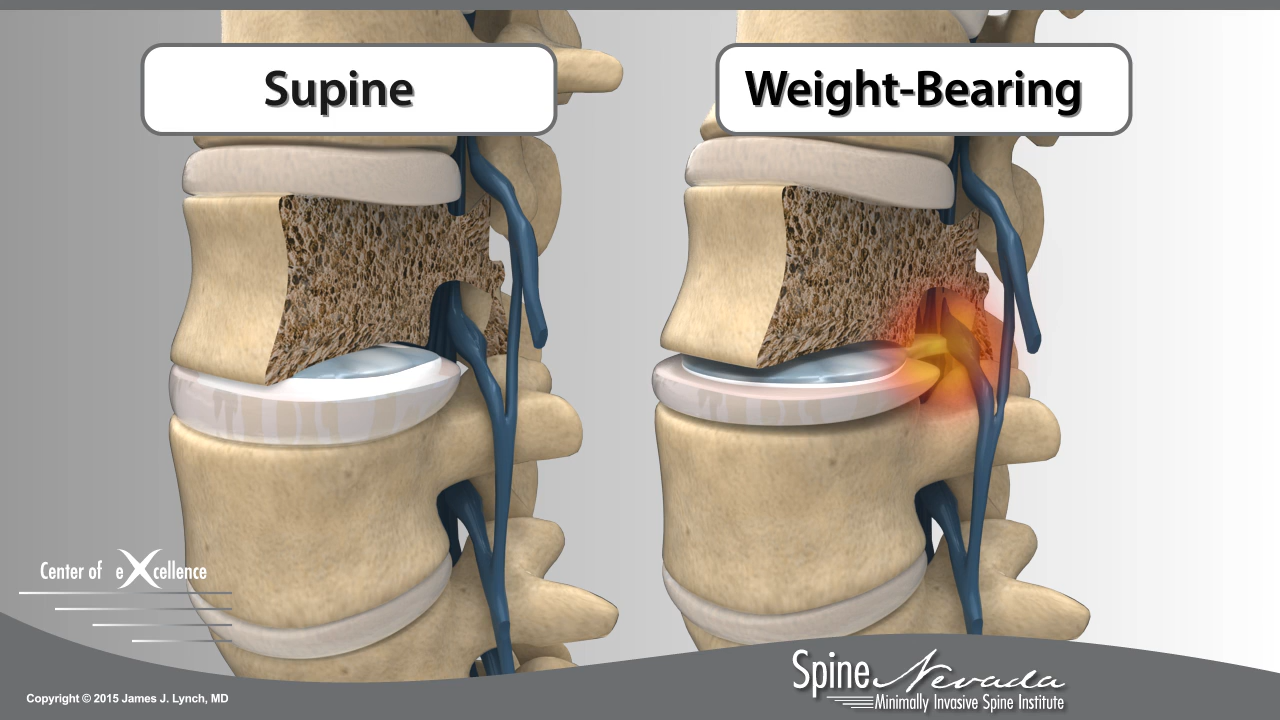 Supine
Weight-Bearing
Center of eXcellence
Copyright © 2015 James J. Lynch, MD
Spine Nevada
Minimally Invasive Spine Institute